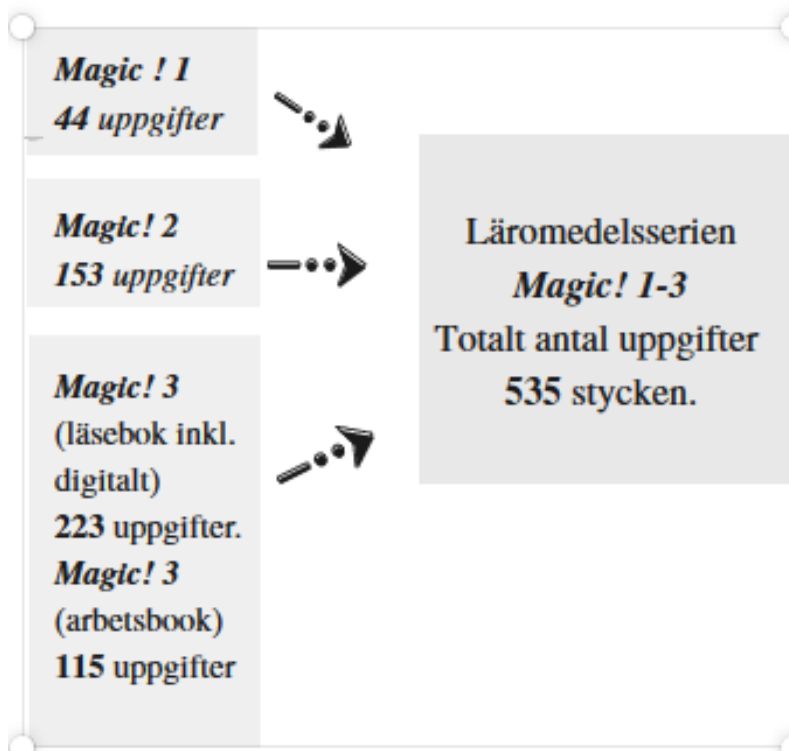 Magic ! 1
44 uppgifter
Magic! 2
153 uppgifter
Magic! 3
(läsebok inkl.
digitalt)
223 uppgifter.
Magic! 3
(arbetsbook)
115 uppgifter
Läromedelsserien
Magic! 1-3
Totalt antal uppgifter
535 stycken.